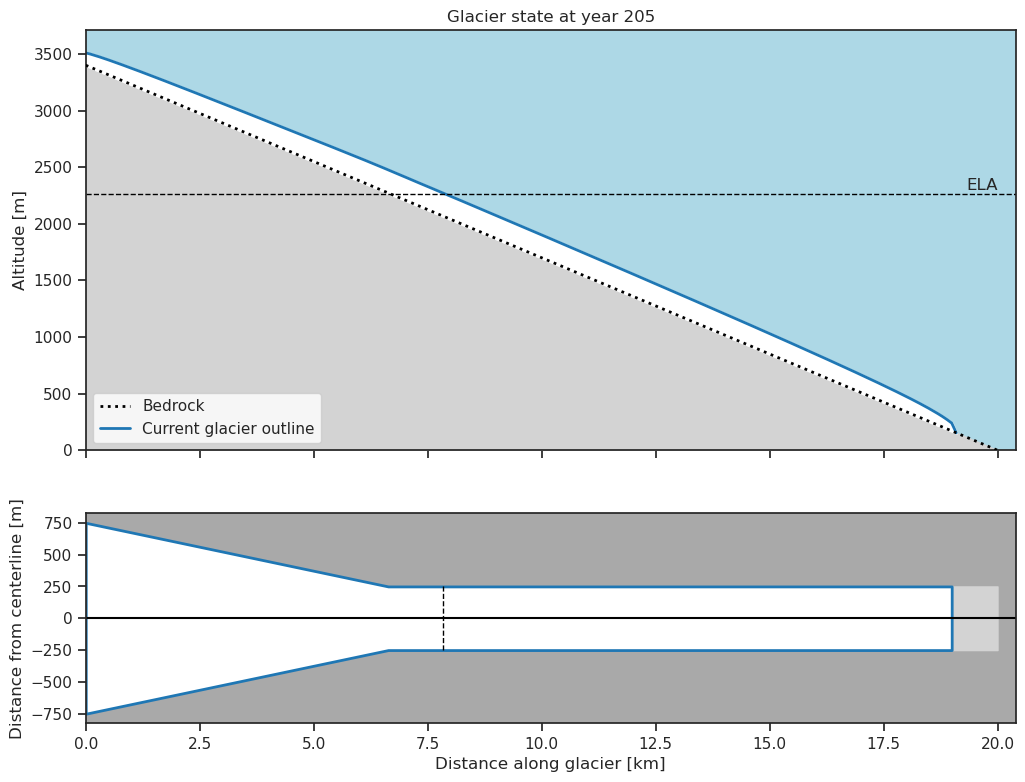 Glacier state at year 205
Altitude [m]
3500
3000
2500
2000
1500
1000
500
0
ELA
Bedrock
Current glacier outline
Distance from centerline [m]
750
500
250
0
−250
−500
−750
0.0 2.5 5.0 7.5 10.0 12.5 15.0 17.5 20.0
Distance along glacier [km]